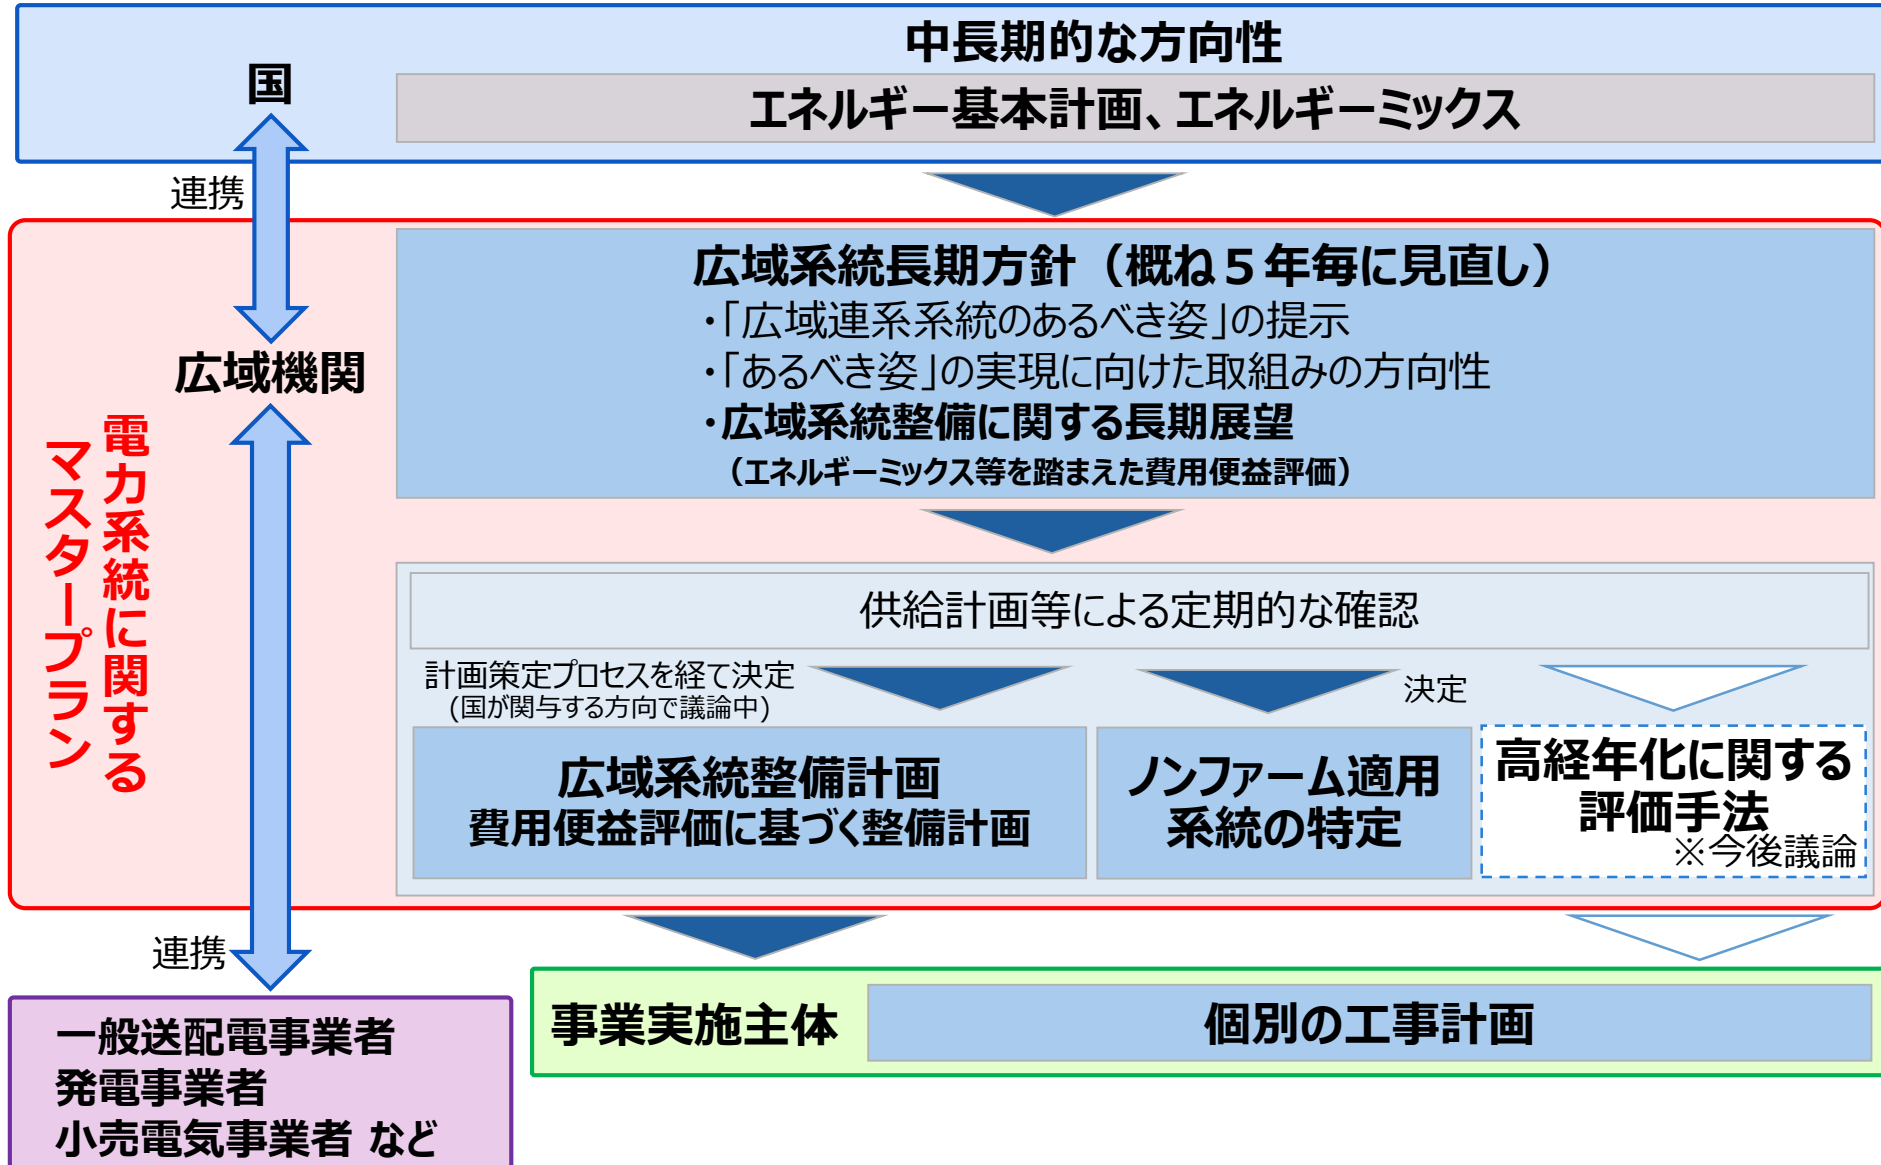 中長期的な方向性
国
エネルギー基本計画、エネルギーミックス
連携
広域系統長期方針（概ね５年毎に見直し）
・「広域連系系統のあるべき姿」の提示
・「あるべき姿」の実現に向けた取組みの方向性
・広域系統整備に関する長期展望
（エネルギーミックス等を踏まえた費用便益評価）
広域機関
電力系統に関する
マスタープラン
供給計画等による定期的な確認
計画策定プロセスを経て決定
(国が関与する方向で議論中)
決定
広域系統整備計画
費用便益評価に基づく整備計画
ノンファーム適用
系統の特定
高経年化に関する
評価手法
※今後議論
連携
事業実施主体
個別の工事計画
一般送配電事業者
発電事業者
小売電気事業者 など